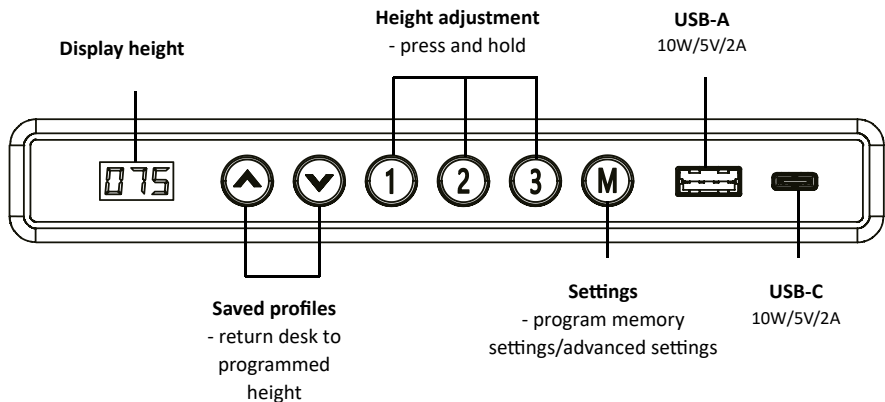 Display height
Height adjustment
- press and hold
USB-A
10W/5V/2A
075
1
2
3
M
Saved profiles
- return desk to
programmed
height
Settings
- program memory
settings/advanced settings
USB-C
10W/5V/2A